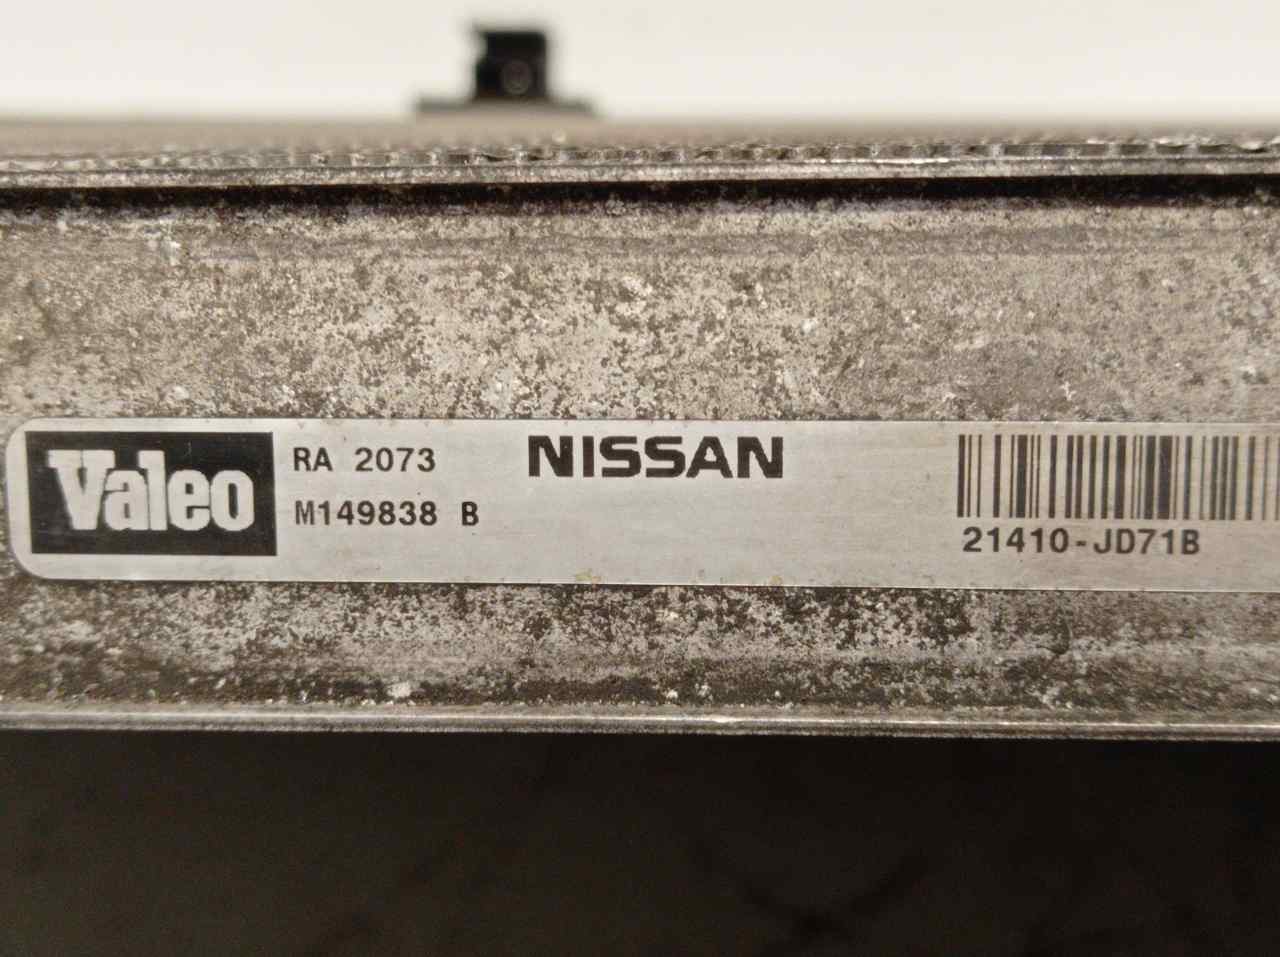 Valeo
RA 2073
M149838 B
NISSAN
21410-JD71B